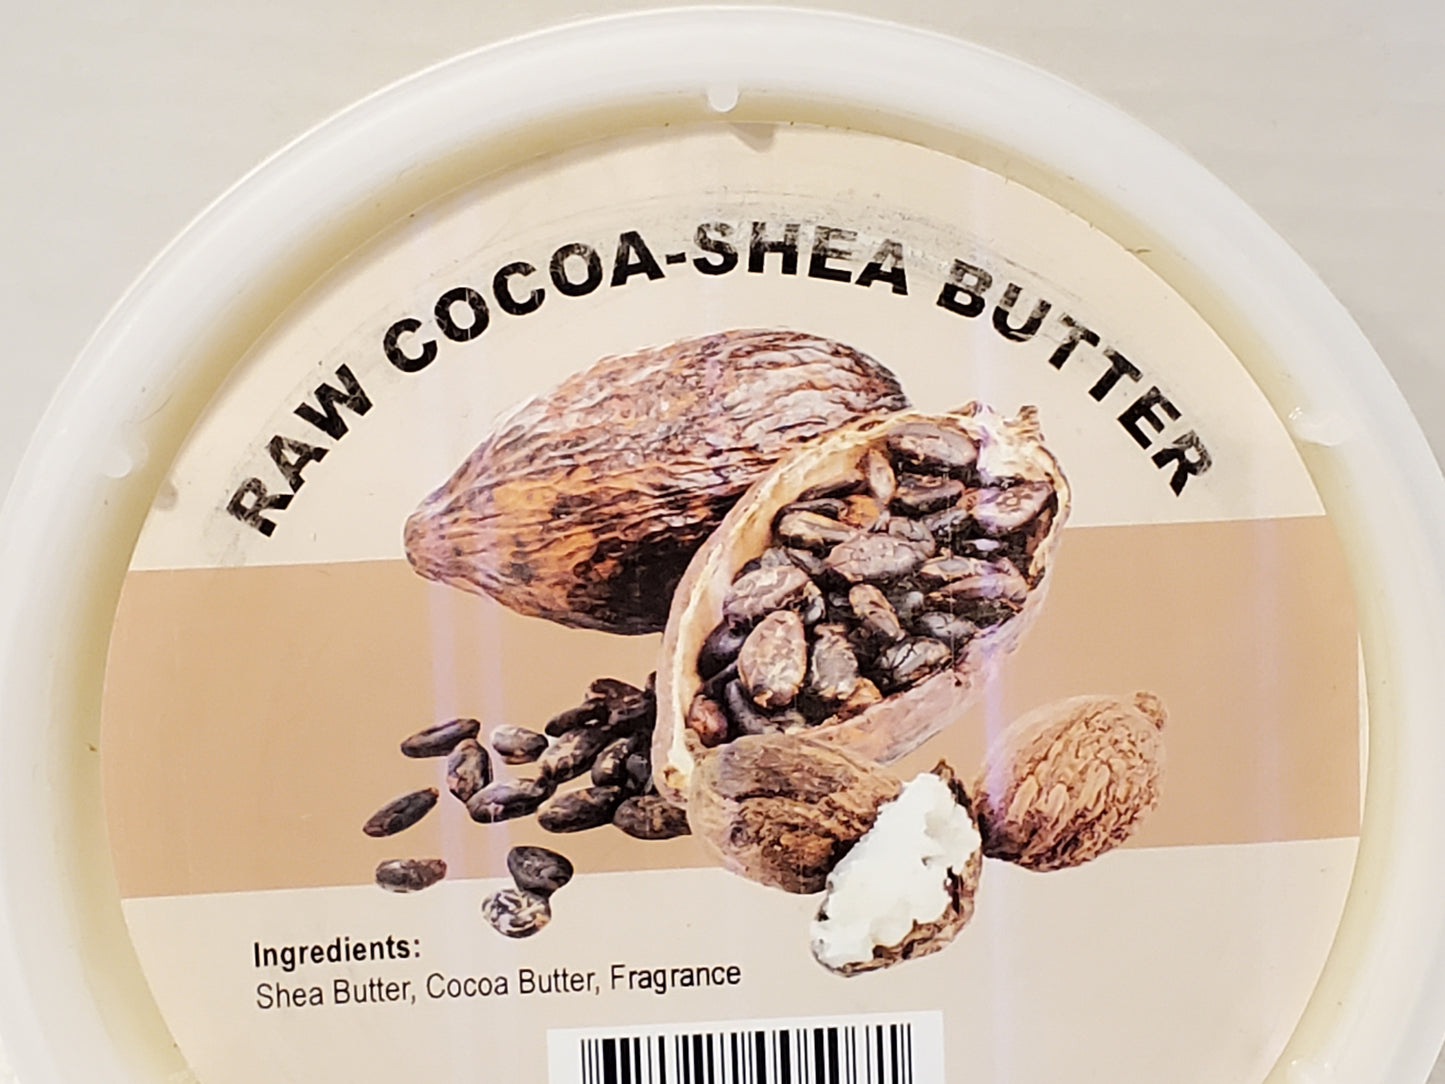 RAW COCOA-SHEA BUTTER
Ingredients:
Shea Butter, Cocoa Butter, Fragrance